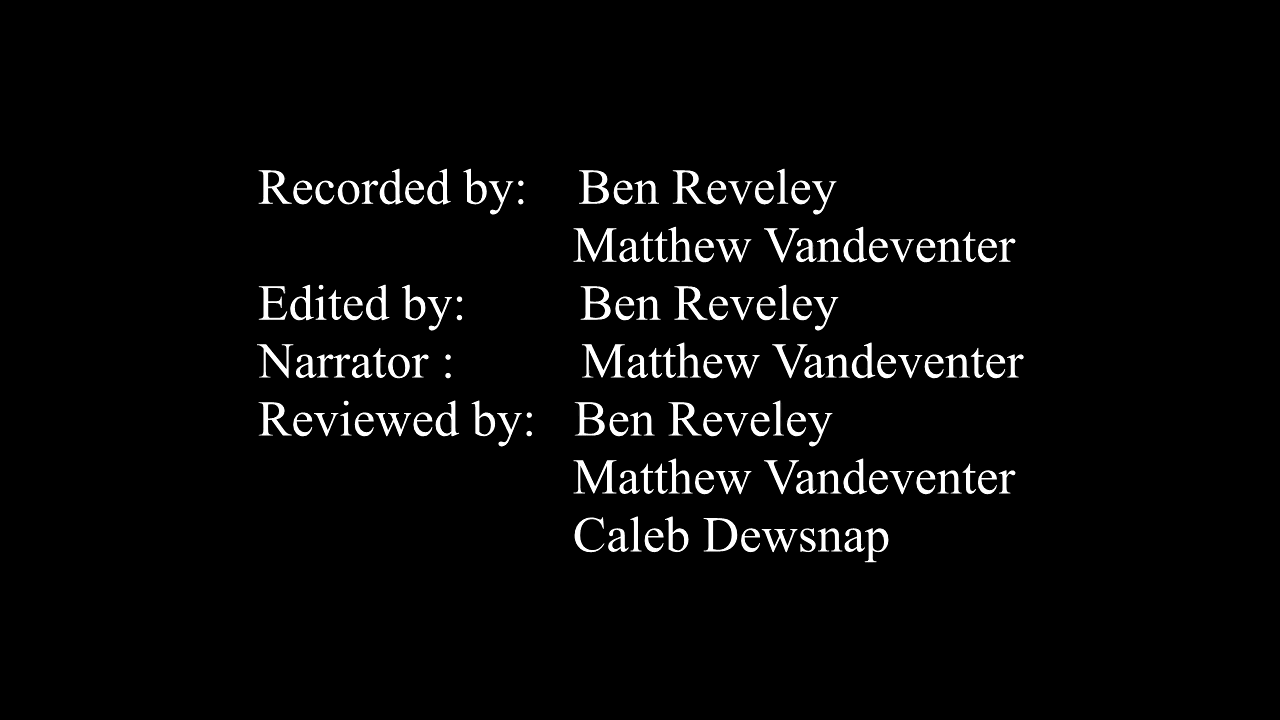 Recorded by: Ben Reveley
Matthew Vandeventer
Edited by: Ben Reveley
Narrator : Matthew Vandeventer
Reviewed by: Ben Reveley
Matthew Vandeventer
Caleb Dewsnap